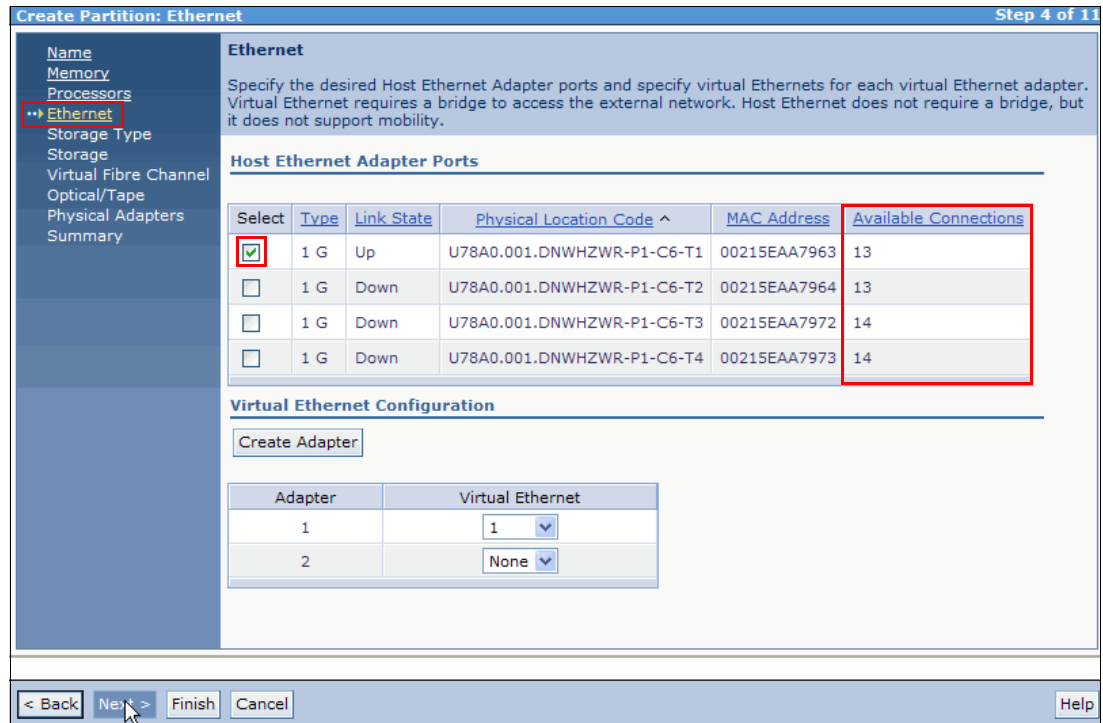 Create Partition: Ethernet
Step 4 of 11
Name
Memory
Processors
Ethernet
Storage Type
Storage
Virtual Fibre Channel
Optical/Tape
Physical Adapters
Summary
Ethernet
Specify the desired Host Ethernet Adapter ports and specify virtual Ethernets for each virtual Ethernet adapter.
Virtual Ethernet requires a bridge to access the external network. Host Ethernet does not require a bridge, but
it does not support mobility.
Host Ethernet Adapter Ports
Select Type Link State Physical Location Code ^ MAC Address Available Connections
1 G Up U78A0.001.DNWHZWR-P1-C6-T1 00215EAA7963 13
1 G Down U78A0.001.DNWHZWR-P1-C6-T2 00215EAA7964 13
1 G Down U78A0.001.DNWHZWR-P1-C6-T3 00215EAA7972 14
1 G Down U78A0.001.DNWHZWR-P1-C6-T4 00215EAA7973 14
Virtual Ethernet Configuration
Create Adapter
Adapter Virtual Ethernet
1 1
2 None
< Back Next > Finish Cancel Help